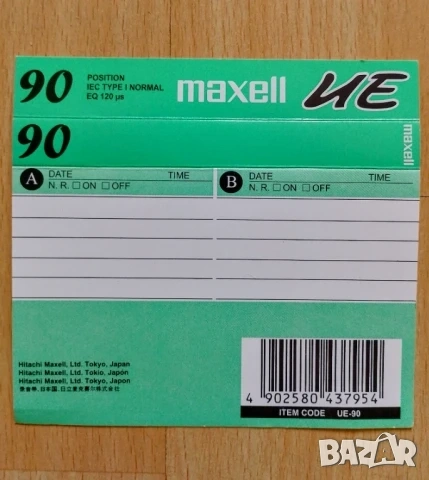 90 POSITION
IEC TYPE I NORMAL
EQ 120 µs
maxell UE
90 maxell
A DATE TIME
N. R. □ ON □ OFF
B DATE TIME
N. R. □ ON □ OFF
Hitachi Maxell, Ltd. Tokyo, Japan
Hitachi Maxell, Ltd. Tokio, Japón
Hitachi Maxell, Ltd. Tokyo, Japon
4 902580 437954
ITEM CODE UE-90
BAZAR